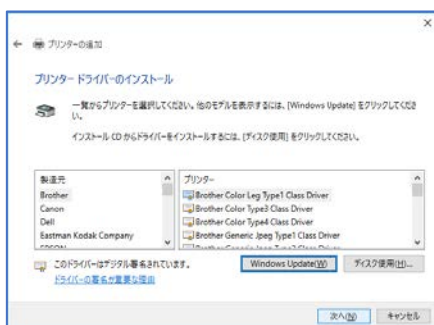 プリンターの追加
プリンター ドライバーのインストール
一覧からプリンターを選択してください。他のモデルを表示するには、[Windows Update] をクリックしてくださ
い。
インストール CD からドライバーをインストールするには、[ディスク使用] をクリックしてください。
製造元
Brother
Canon
Dell
Eastman Kodak Company
EPSON
プリンター
Brother Color Leg Type1 Class Driver
Brother Color Type3 Class Driver
Brother Color Type4 Class Driver
Brother Generic Jpeg Type1 Class Driver
このドライバーはデジタル署名されています。
ドライバーの署名が重要な理由
Windows Update(W)
ディスク使用(H)...
次へ(N)
キャンセル